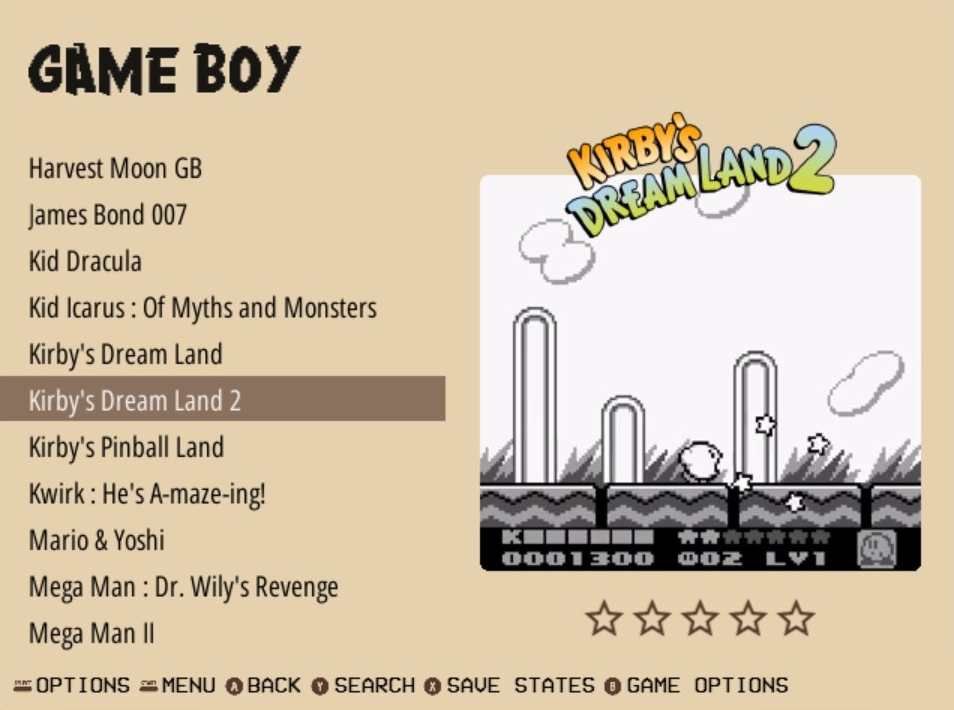 GAME BOY
Harvest Moon GB
James Bond 007
Kid Dracula
Kid Icarus : Of Myths and Monsters
Kirby's Dream Land
Kirby's Dream Land 2
Kirby's Pinball Land
Kwirk : He's A-maze-ing!
Mario & Yoshi
Mega Man : Dr. Wily's Revenge
Mega Man II
KIRBY'S
DREAM LAND 2
K
0001300 02 LV1
OPTIONS MENU A BACK Y SEARCH X SAVE STATES B GAME OPTIONS